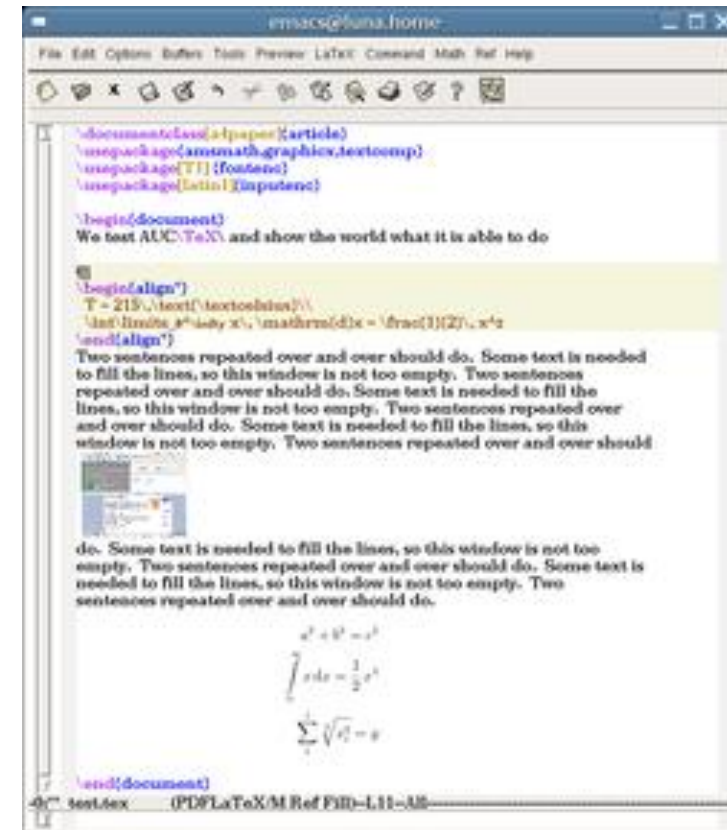 emacs@luna.home
File Edit Options Buffers Tools Preview LaTeX Command Math Ref Help
\documentclass[a4paper]{article}
\usepackage{amsmath,graphicx,textcomp}
\usepackage[T1]{fontenc}
\usepackage[latin1]{inputenc}
\begin{document}
We test AUC\TeX\ and show the world what it is able to do
\begin{align*}
T = 215\,\text{\textcelsius}\\
\int\limits_ \infty x\,\mathrm{d}x = \frac{1}{2}\,
\end{align*}
Two sentences repeated over and over should do. Some text is needed
to fill the lines, so this window is not too empty. Two sentences
repeated over and over should do. Some text is needed to fill the
lines, so this window is not too empty. Two sentences repeated over
and over should do. Some text is needed to fill the lines, so this
window is not too empty. Two sentences repeated over and over should
do. Some text is needed to fill the lines, so this window is not too
empty. Two sentences repeated over and over should do. Some text is
needed to fill the lines, so this window is not too empty. Two
sentences repeated over and over should do.
\end{document}
test.tex (PDFLaTeX/M Ref Fill)--L11--All